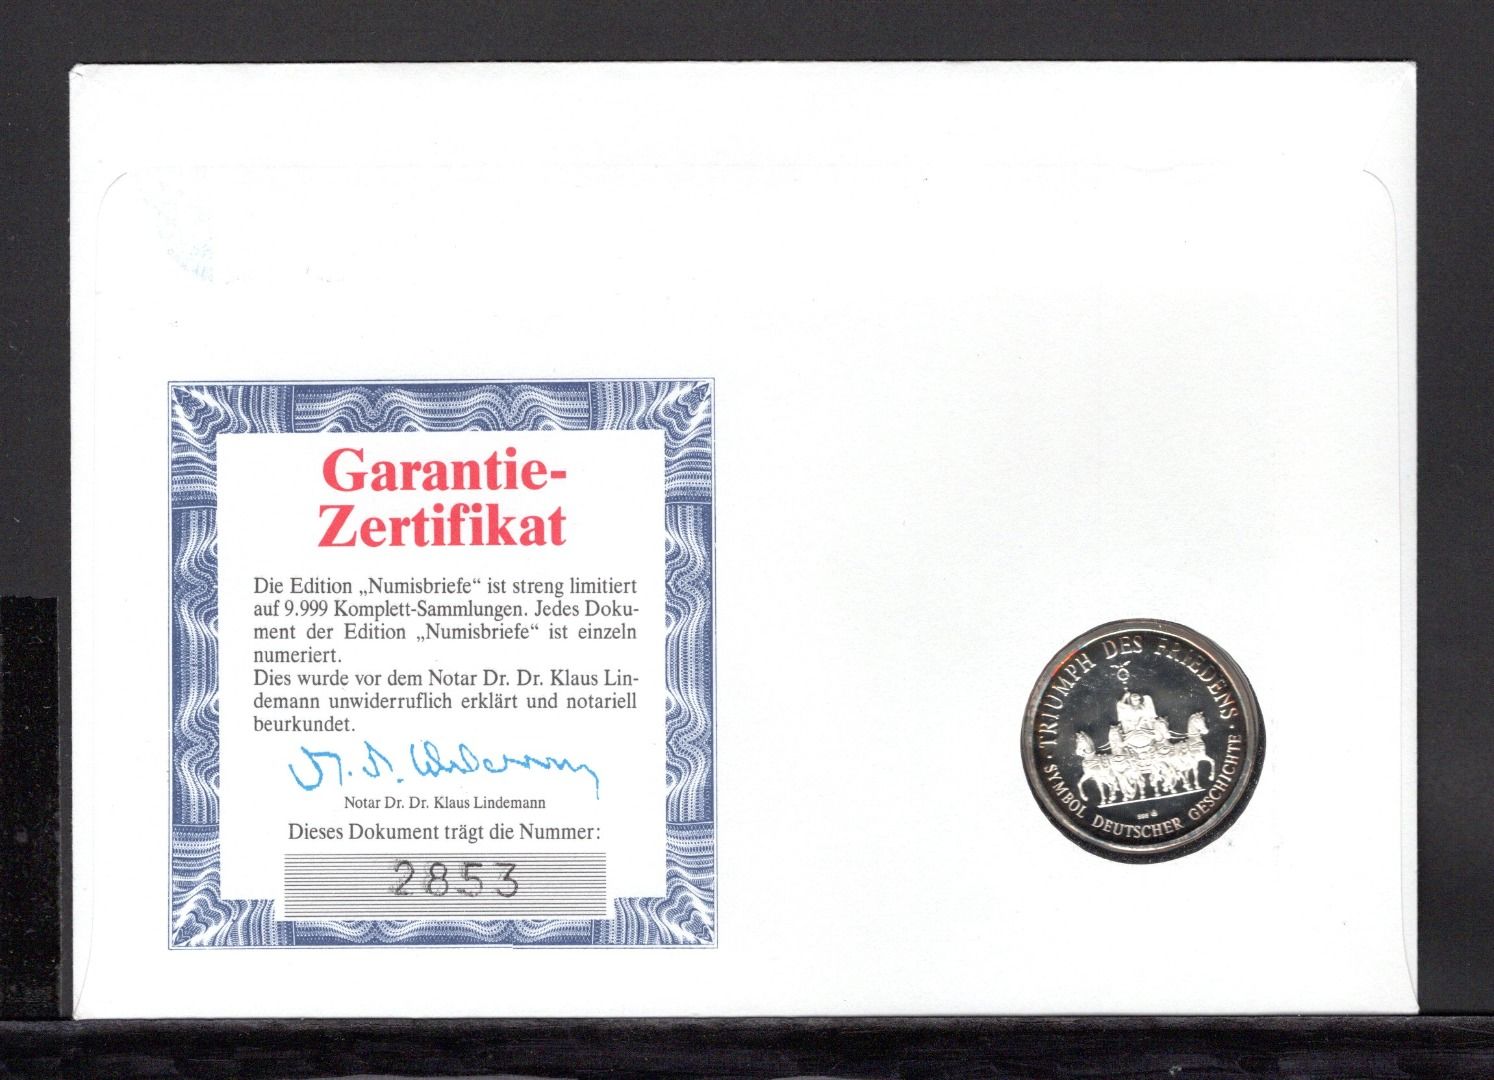 Garantie-
Zertifikat
Die Edition „Numisbriefe“ ist streng limitiert
auf 9.999 Komplett-Sammlungen. Jedes Doku-
ment der Edition „Numisbriefe“ ist einzeln
numeriert.
Dies wurde vor dem Notar Dr. Dr. Klaus Lin-
demann unwiderruflich erklärt und notariell
beurkundet.
Notar Dr. Dr. Klaus Lindemann
Dieses Dokument trägt die Nummer:
2853
· TRIUMPH DES FRIEDENS ·
SYMBOL DEUTSCHER GESCHICHTE